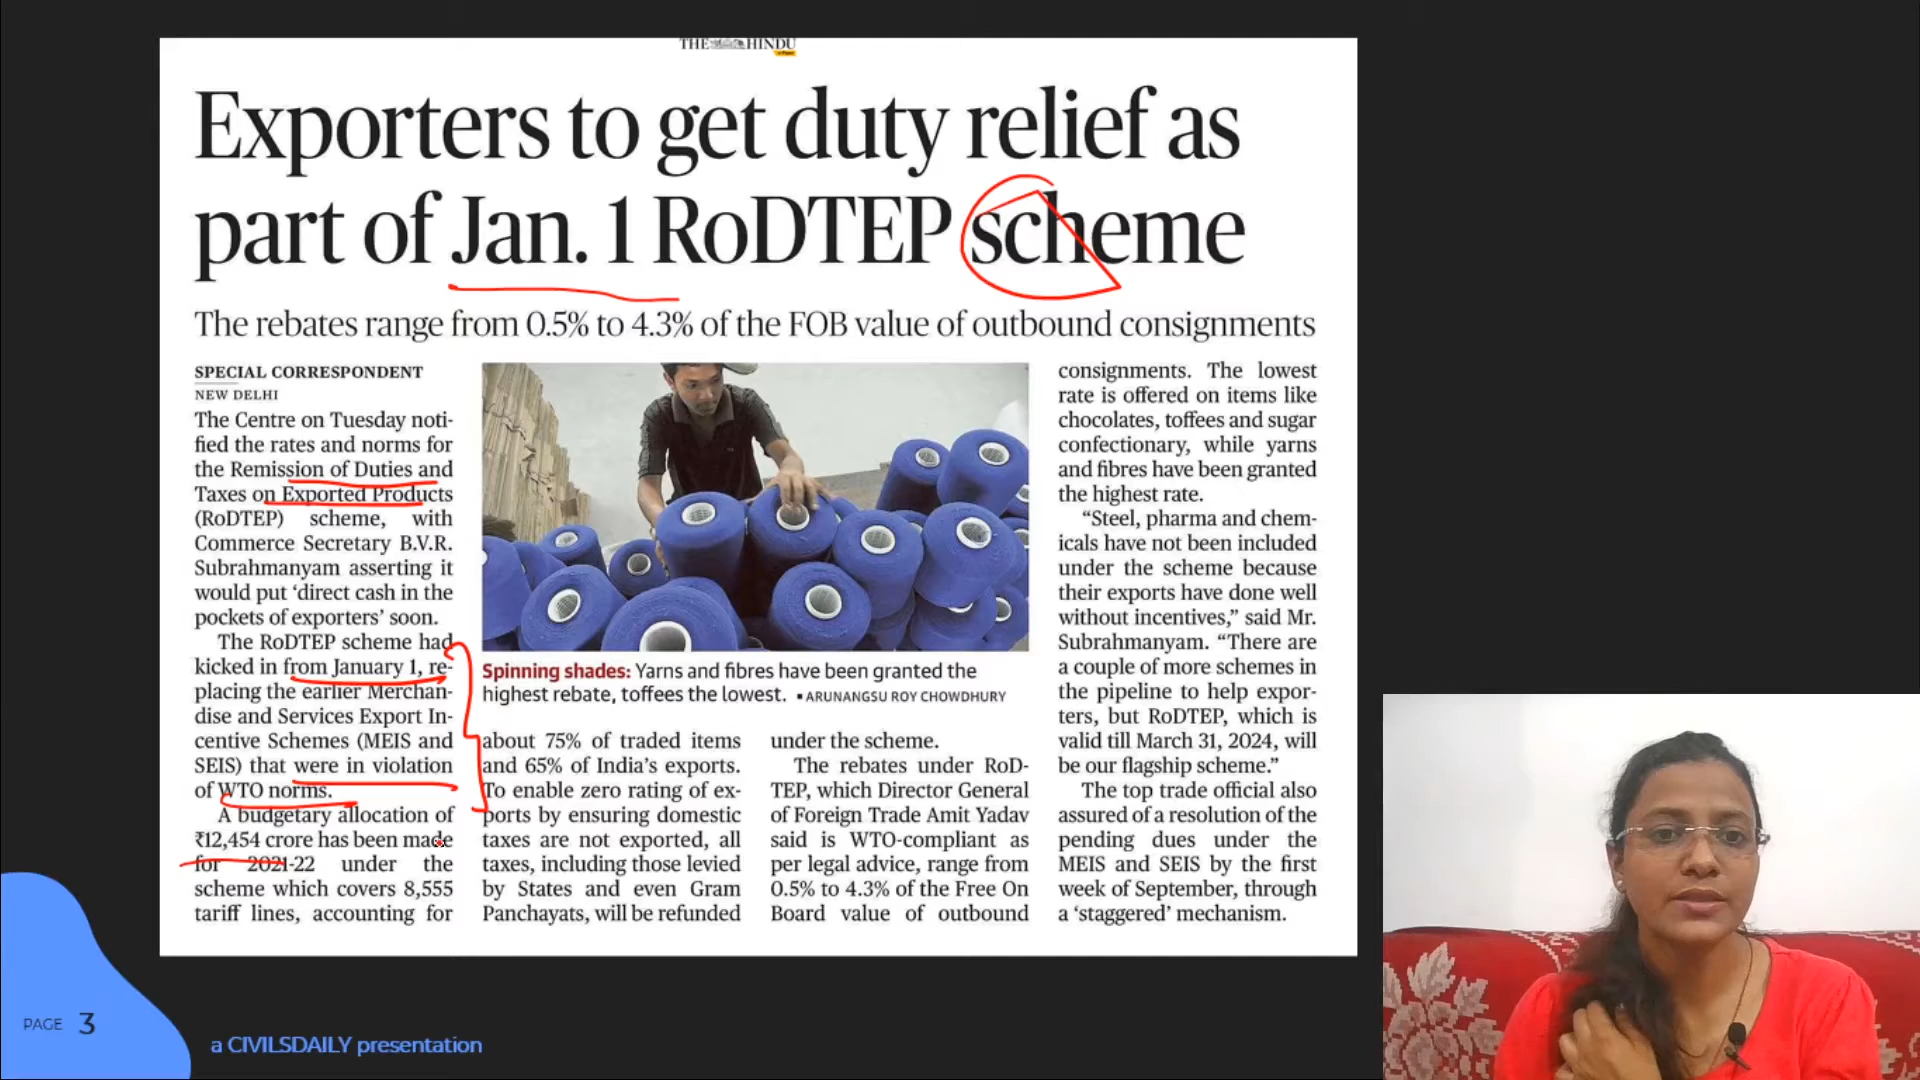 THE HINDU
Exporters to get duty relief as
part of Jan. 1 RoDTEP scheme
The rebates range from 0.5% to 4.3% of the FOB value of outbound consignments
SPECIAL CORRESPONDENT
NEW DELHI
The Centre on Tuesday noti-
fied the rates and norms for
the Remission of Duties and
Taxes on Exported Products
(RoDTEP) scheme, with
Commerce Secretary B.V.R.
Subrahmanyam asserting it
would put ‘direct cash in the
pockets of exporters’ soon.
The RoDTEP scheme had
kicked in from January 1, re-
placing the earlier Merchan-
dise and Services Export In-
centive Schemes (MEIS and
SEIS) that were in violation
of WTO norms.
A budgetary allocation of
₹12,454 crore has been made
for 2021-22 under the
scheme which covers 8,555
tariff lines, accounting for
Spinning shades: Yarns and fibres have been granted the
highest rebate, toffees the lowest. ▪ ARUNANGSU ROY CHOWDHURY
about 75% of traded items
and 65% of India’s exports.
To enable zero rating of ex-
ports by ensuring domestic
taxes are not exported, all
taxes, including those levied
by States and even Gram
Panchayats, will be refunded
under the scheme.
The rebates under RoD-
TEP, which Director General
of Foreign Trade Amit Yadav
said is WTO-compliant as
per legal advice, range from
0.5% to 4.3% of the Free On
Board value of outbound
consignments. The lowest
rate is offered on items like
chocolates, toffees and sugar
confectionary, while yarns
and fibres have been granted
the highest rate.
“Steel, pharma and chem-
icals have not been included
under the scheme because
their exports have done well
without incentives,” said Mr.
Subrahmanyam. “There are
a couple of more schemes in
the pipeline to help expor-
ters, but RoDTEP, which is
valid till March 31, 2024, will
be our flagship scheme.”
The top trade official also
assured of a resolution of the
pending dues under the
MEIS and SEIS by the first
week of September, through
a ‘staggered’ mechanism.
PAGE 3
a CIVILSDAILY presentation